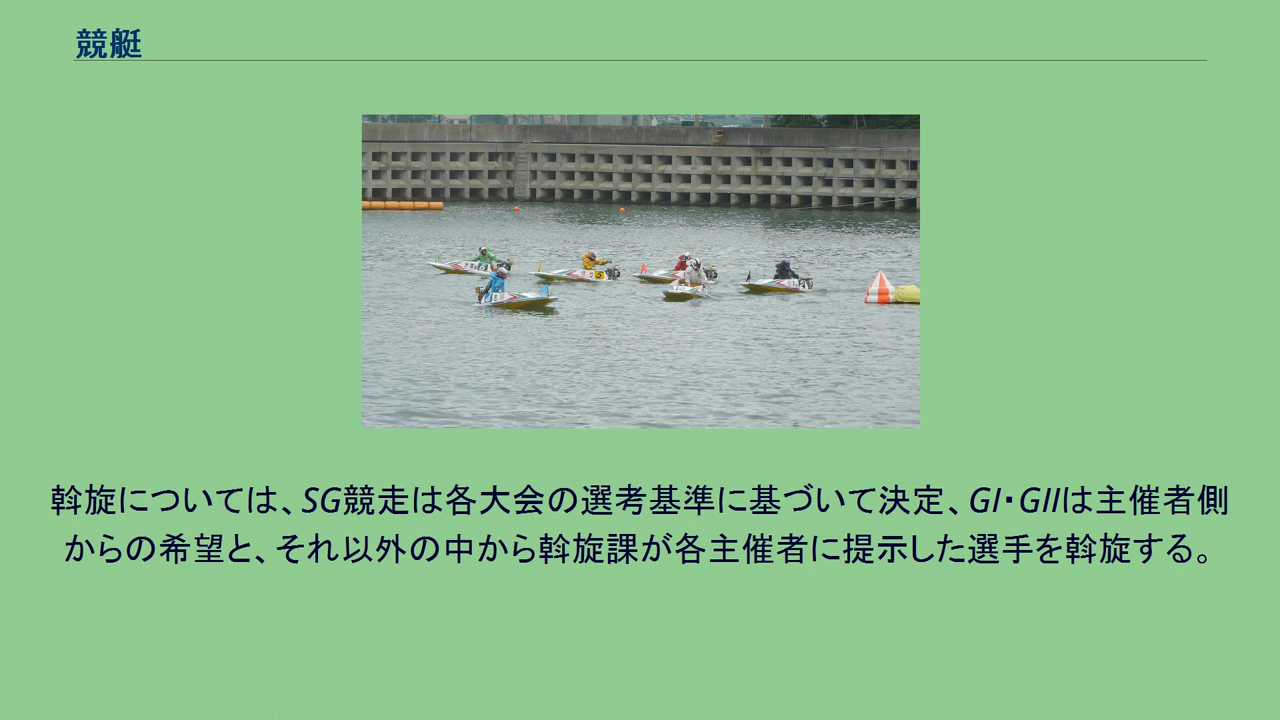 競艇
斡旋については、SG競走は各大会の選考基準に基づいて決定、GI・GIIは主催者側
からの希望と、それ以外の中から斡旋課が各主催者に提示した選手を斡旋する。